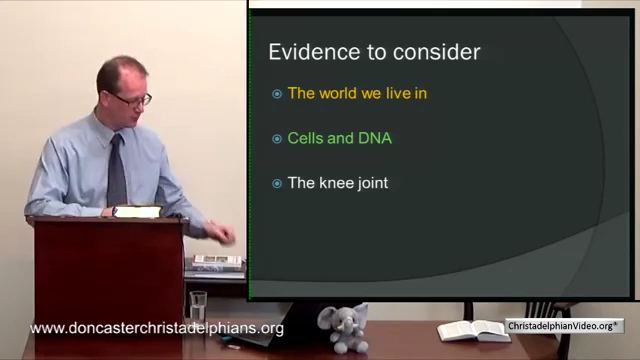 Evidence to consider
The world we live in
Cells and DNA
The knee joint
www.doncasterchristadelphians.org
ChristadelphianVideo.org